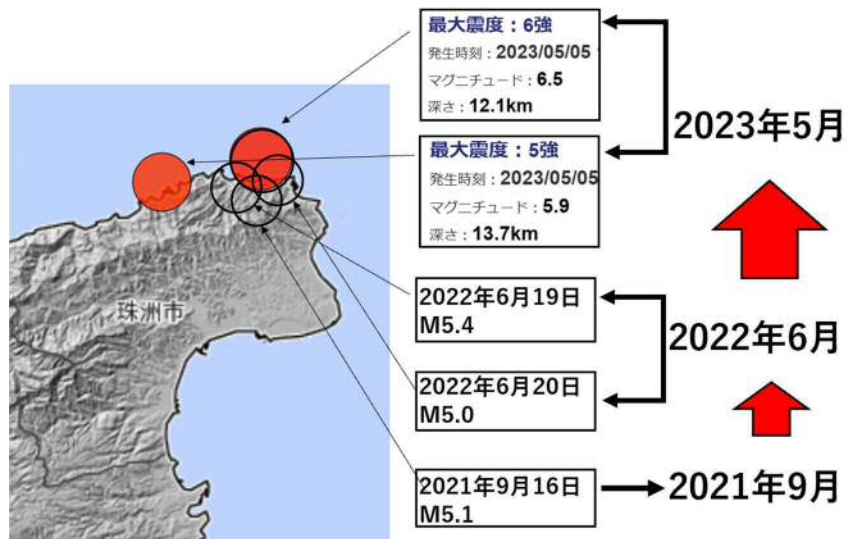 最大震度：6強
発生時刻：2023/05/05
マグニチュード：6.5
深さ：12.1km
2023年5月
最大震度：5強
発生時刻：2023/05/05
マグニチュード：5.9
深さ：13.7km
珠洲市
2022年6月19日
M5.4
2022年6月
2022年6月20日
M5.0
2021年9月16日
M5.1
2021年9月